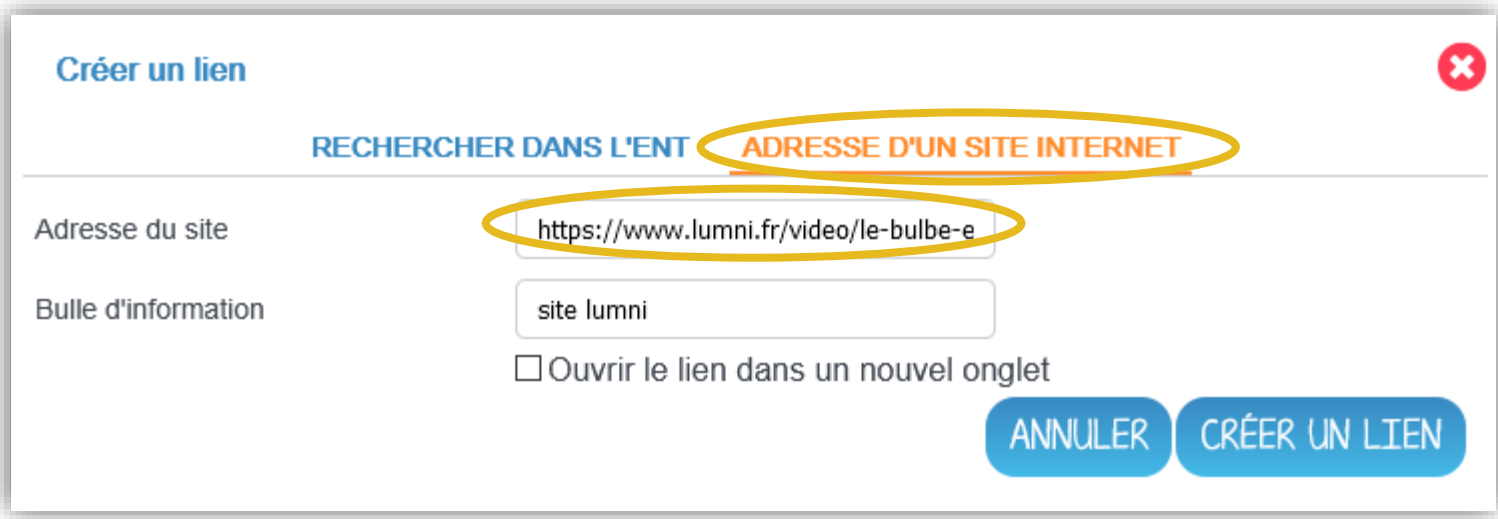 Créer un lien
RECHERCHER DANS L'ENT ADRESSE D'UN SITE INTERNET
Adresse du site https://www.lumni.fr/video/le-bulbe-e
Bulle d'information site lumni
Ouvrir le lien dans un nouvel onglet
ANNULER CRÉER UN LIEN